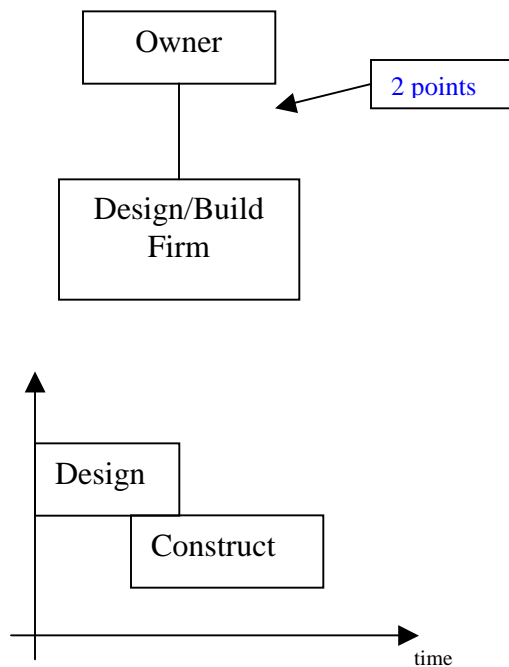 Owner
2 points
Design/Build
Firm
Design
Construct
time